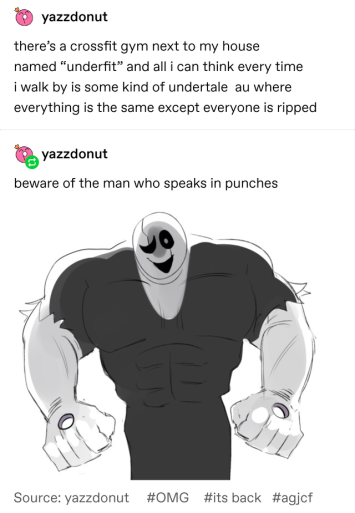 yazzdonut
there's a crossfit gym next to my house
named “underfit” and all i can think every time
i walk by is some kind of undertale au where
everything is the same except everyone is ripped
yazzdonut
beware of the man who speaks in punches
Source: yazzdonut #OMG #its back #agjcf